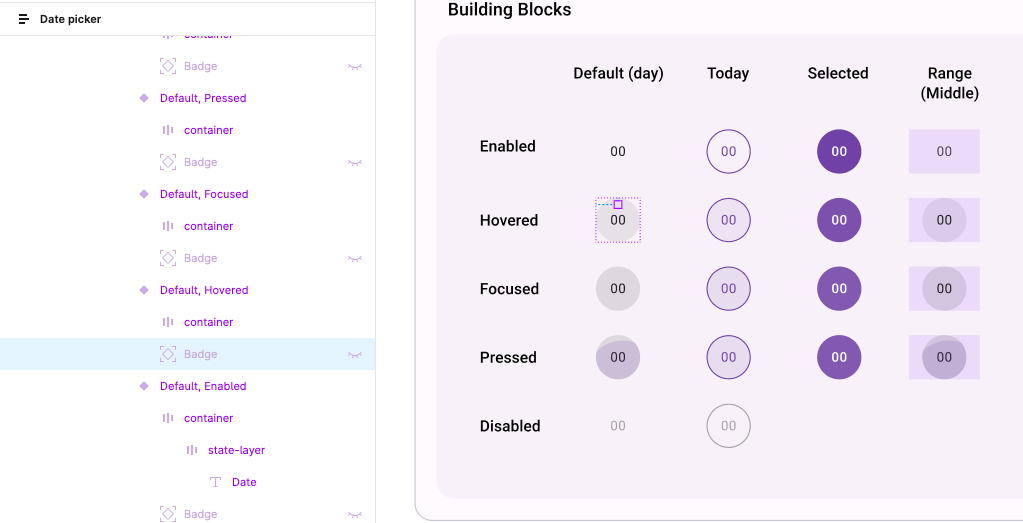 Date picker
container
Badge
Default, Pressed
container
Badge
Default, Focused
container
Badge
Default, Hovered
container
Badge
Default, Enabled
container
state-layer
Date
Badge
Building Blocks
Default (day) Today Selected Range
(Middle)
Enabled 00 00 00 00
Hovered 00 00 00 00
Focused 00 00 00 00
Pressed 00 00 00 00
Disabled 00 00